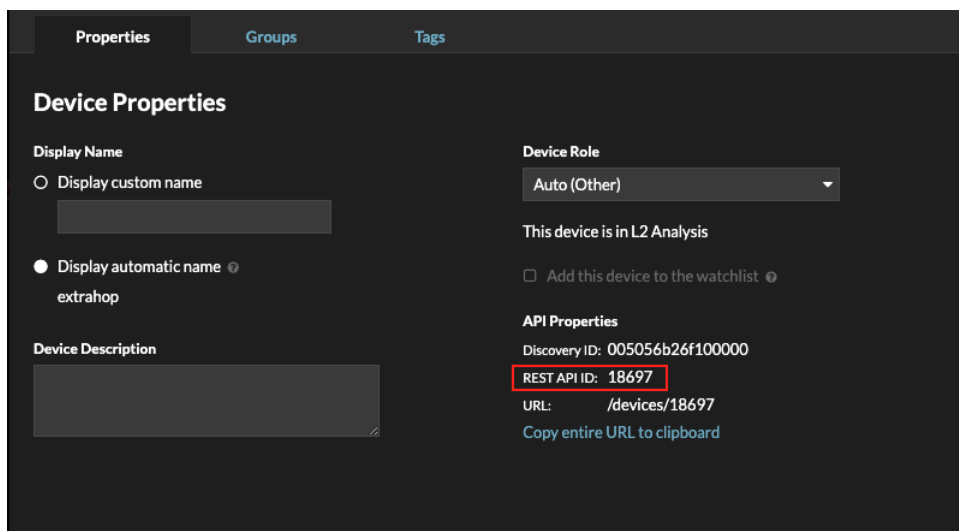 Properties
Groups
Tags
Device Properties
Display Name
Display custom name
Display automatic name
extrahop
Device Description
Device Role
Auto (Other)
This device is in L2 Analysis
Add this device to the watchlist
API Properties
Discovery ID: 005056b26f100000
REST API ID: 18697
URL: /devices/18697
Copy entire URL to clipboard